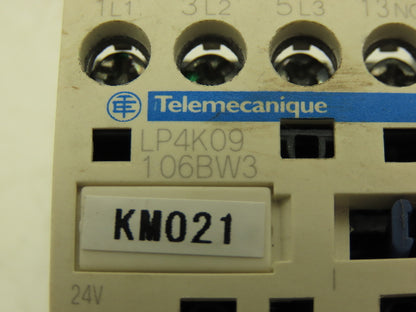 1L1 3L2 5L3 13NO
Telemecanique
LP4K09
106BW3
KM021
24V